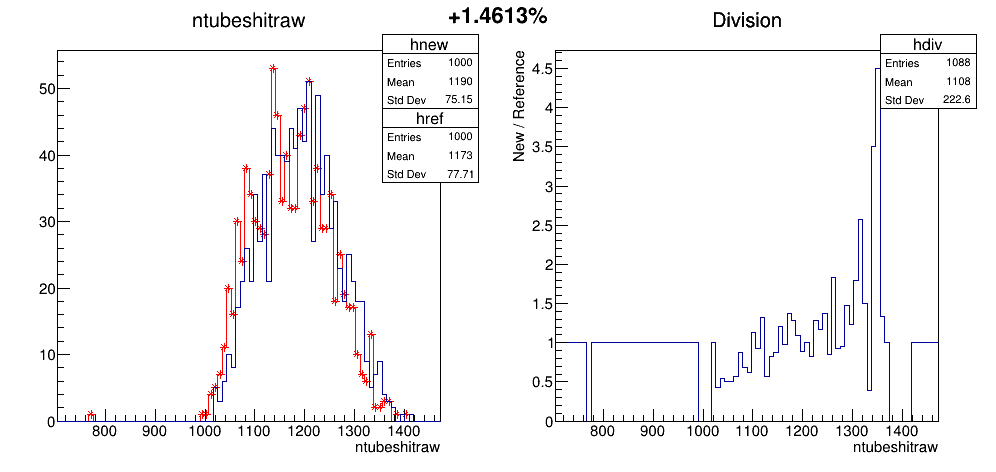 +1.4613%
ntubeshitraw
hnew
Entries 1000
Mean 1190
Std Dev 75.15
href
Entries 1000
Mean 1173
Std Dev 77.71
50
40
30
20
10
0
800 900 1000 1100 1200 1300 1400
ntubeshitraw
Division
hdiv
Entries 1088
Mean 1108
Std Dev 222.6
New / Reference
4.5
4
3.5
3
2.5
2
1.5
1
0.5
0
800 900 1000 1100 1200 1300 1400
ntubeshitraw